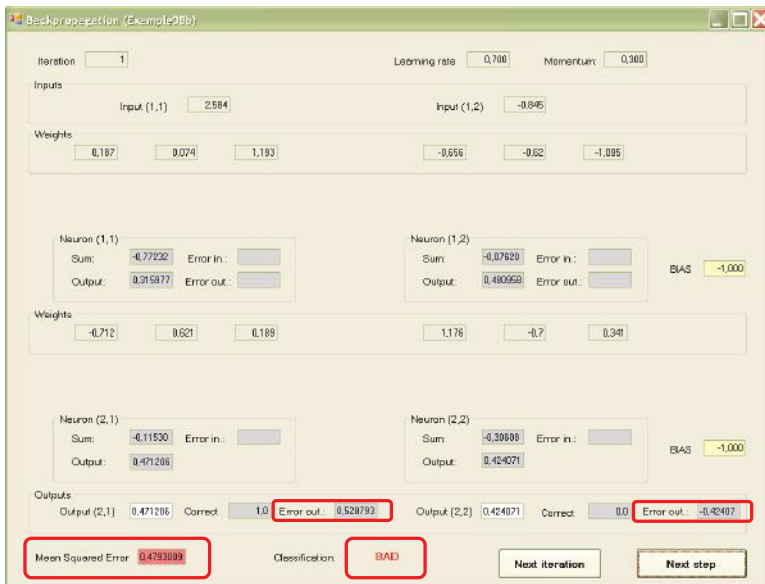 Backpropagation (Example06b)
Iteration 1 Learning rate 0,700 Momentum: 0,300
Inputs
Input (1,1) 2,584 Input (1,2) -0,845
Weights
0,187 0,074 1,193 -0,656 -0,62 -1,095
Neuron (1,1) Neuron (1,2)
Sum: -0,77232 Error in.: Sum: -0,07620 Error in.:
Output: 0,315977 Error out.: Output: 0,480958 Error out.: BIAS -1,000
Weights
-0,712 0,621 0,189 1,176 -0,7 0,341
Neuron (2,1) Neuron (2,2)
Sum: -0,11530 Error in.: Sum: -0,30608 Error in.:
Output: 0,471206 Output: 0,424071 BIAS -1,000
Outputs
Output (2,1) 0,471206 Correct 1,0 Error out.: 0,528793 Output (2,2) 0,424071 Correct 0,0 Error out.: -0,42407
Mean Squared Error 0,4793009 Classification: BAD Next iteration Next step